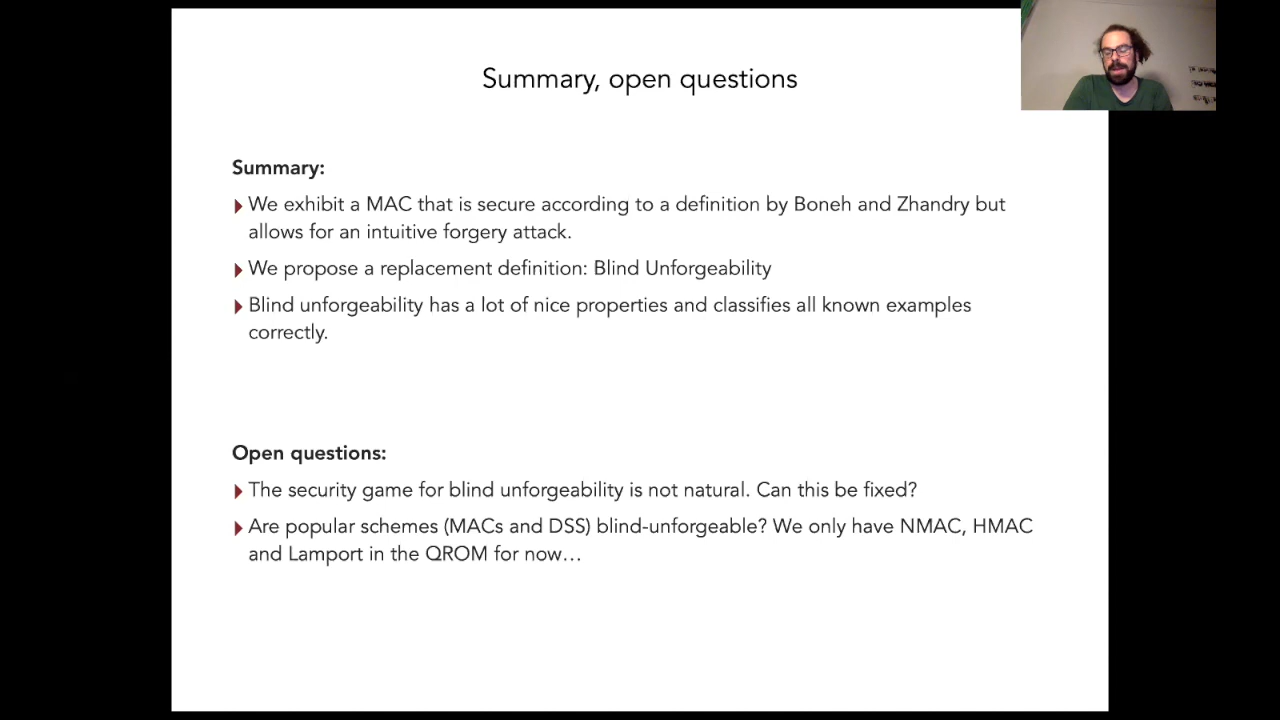 Summary, open questions
Summary:
We exhibit a MAC that is secure according to a definition by Boneh and Zhandry but
allows for an intuitive forgery attack.
We propose a replacement definition: Blind Unforgeability
Blind unforgeability has a lot of nice properties and classifies all known examples
correctly.
Open questions:
The security game for blind unforgeability is not natural. Can this be fixed?
Are popular schemes (MACs and DSS) blind-unforgeable? We only have NMAC, HMAC
and Lamport in the QROM for now…